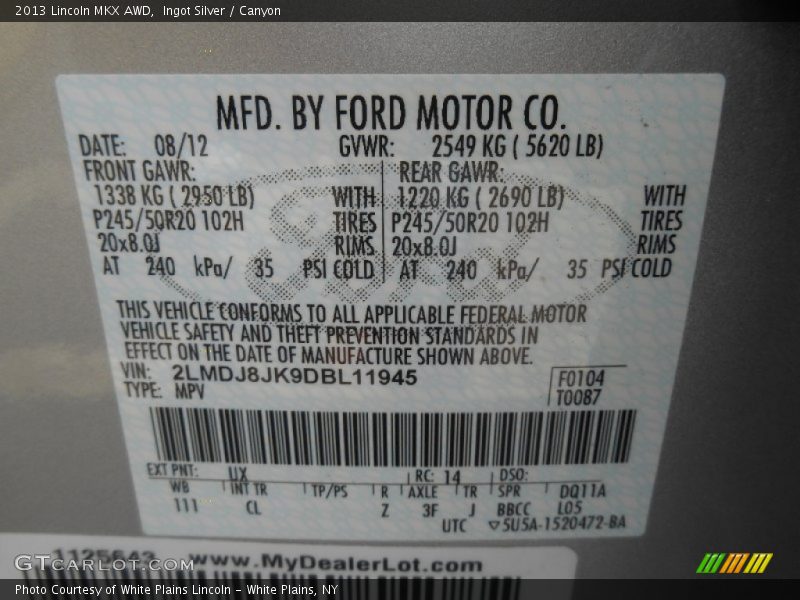 2013 Lincoln MKX AWD,  Ingot Silver / Canyon
MFD. BY FORD MOTOR CO.
DATE: 08/12 GVWR: 2549 KG ( 5620 LB)
FRONT GAWR: REAR GAWR:
1338 KG ( 2950 LB) WITH 1220 KG ( 2690 LB) WITH
P245/50R20 102H TIRES P245/50R20 102H TIRES
20x8.0J RIMS 20x8.0J RIMS
AT 240 kPa/ 35 PSI COLD AT 240 kPa/ 35 PSI COLD
THIS VEHICLE CONFORMS TO ALL APPLICABLE FEDERAL MOTOR
VEHICLE SAFETY AND THEFT PREVENTION STANDARDS IN
EFFECT ON THE DATE OF MANUFACTURE SHOWN ABOVE.
VIN: 2LMDJ8JK9DBL11945 F0104
TYPE: MPV T0087
EXT PNT: UX RC: 14 DSO:
WB INT TR TP/PS R AXLE TR SPR DQ11A
111 CL Z 3F J BBCC L05
UTC ▽5U5A-1520472-BA
1125643 www.MyDealerLot.com
GTCARLOT.COM
Photo Courtesy of White Plains Lincoln - White Plains, NY